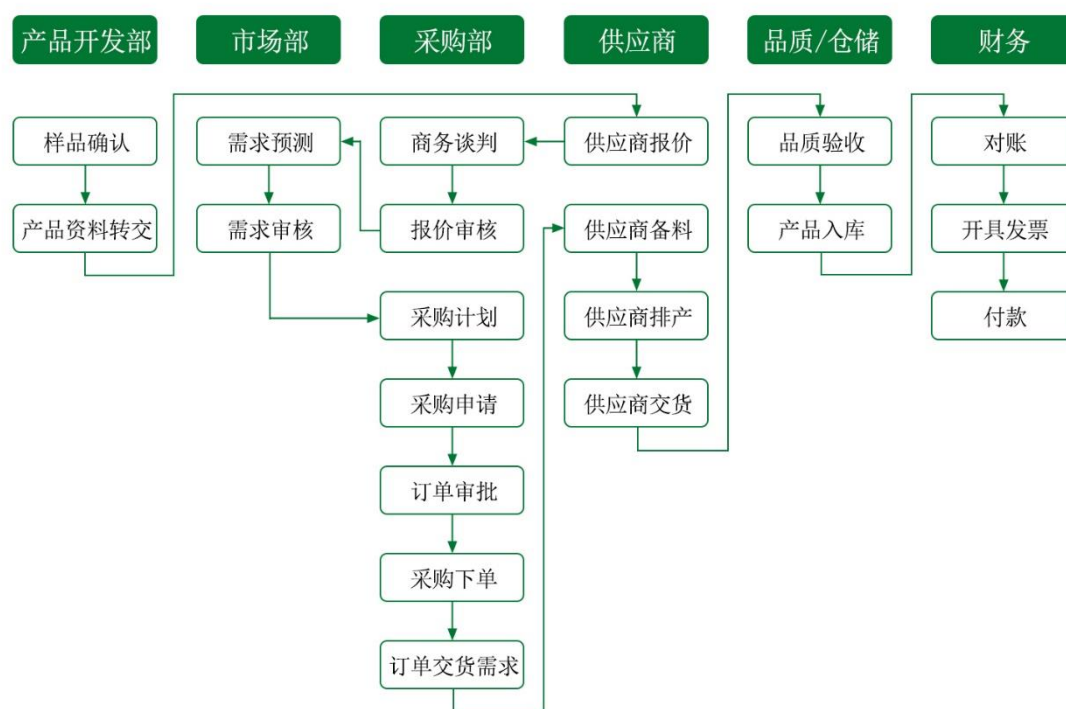 产品开发部
市场部
采购部
供应商
品质/仓储
财务
样品确认
需求预测
商务谈判
供应商报价
品质验收
对账
产品资料转交
需求审核
报价审核
供应商备料
产品入库
开具发票
采购计划
供应商排产
付款
采购申请
供应商交货
订单审批
采购下单
订单交货需求